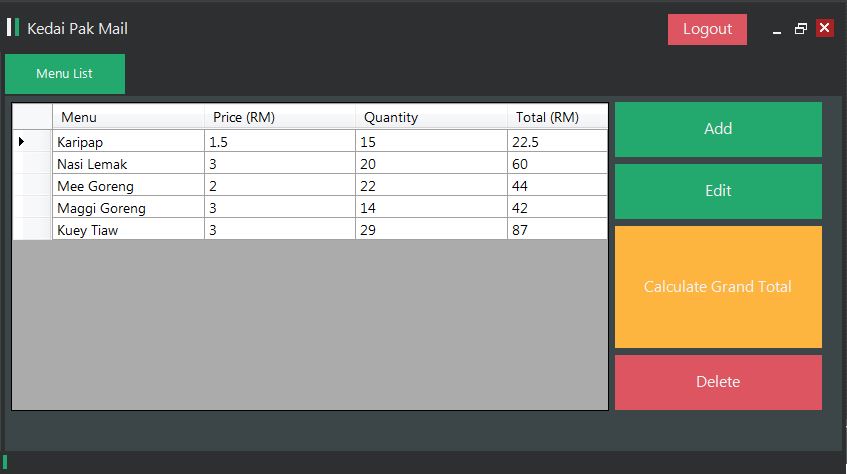 Kedai Pak Mail
Logout
Menu List
Menu Price (RM) Quantity Total (RM)
Karipap 1.5 15 22.5
Nasi Lemak 3 20 60
Mee Goreng 2 22 44
Maggi Goreng 3 14 42
Kuey Tiaw 3 29 87
Add
Edit
Calculate Grand Total
Delete